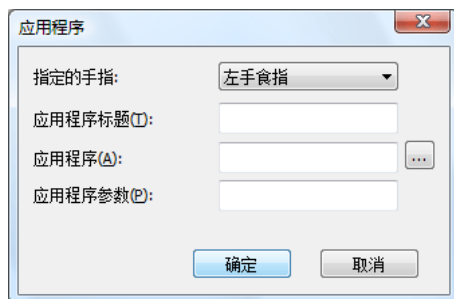 应用程序
指定的手指: 左手食指
应用程序标题(T):
应用程序(A): ...
应用程序参数(P):
确定 取消